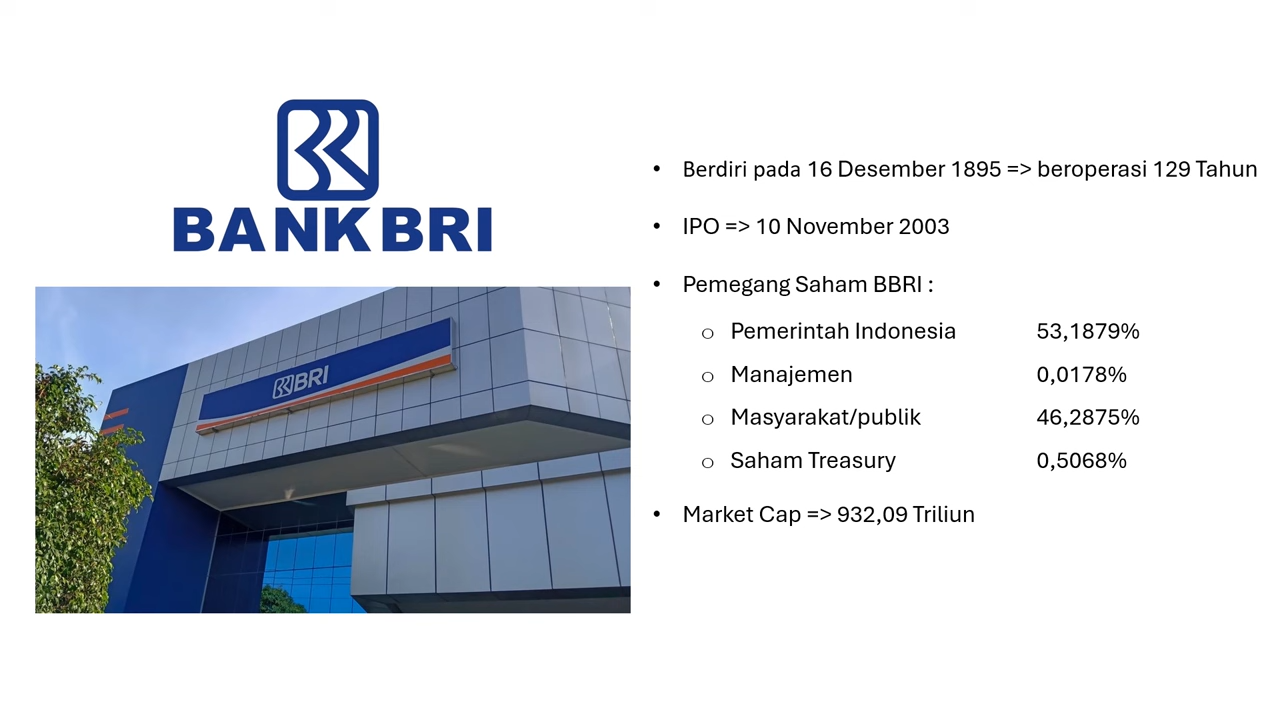 BANK BRI
BRI
• Berdiri pada 16 Desember 1895 => beroperasi 129 Tahun
• IPO => 10 November 2003
• Pemegang Saham BBRI :
o Pemerintah Indonesia 53,1879%
o Manajemen 0,0178%
o Masyarakat/publik 46,2875%
o Saham Treasury 0,5068%
• Market Cap => 932,09 Triliun